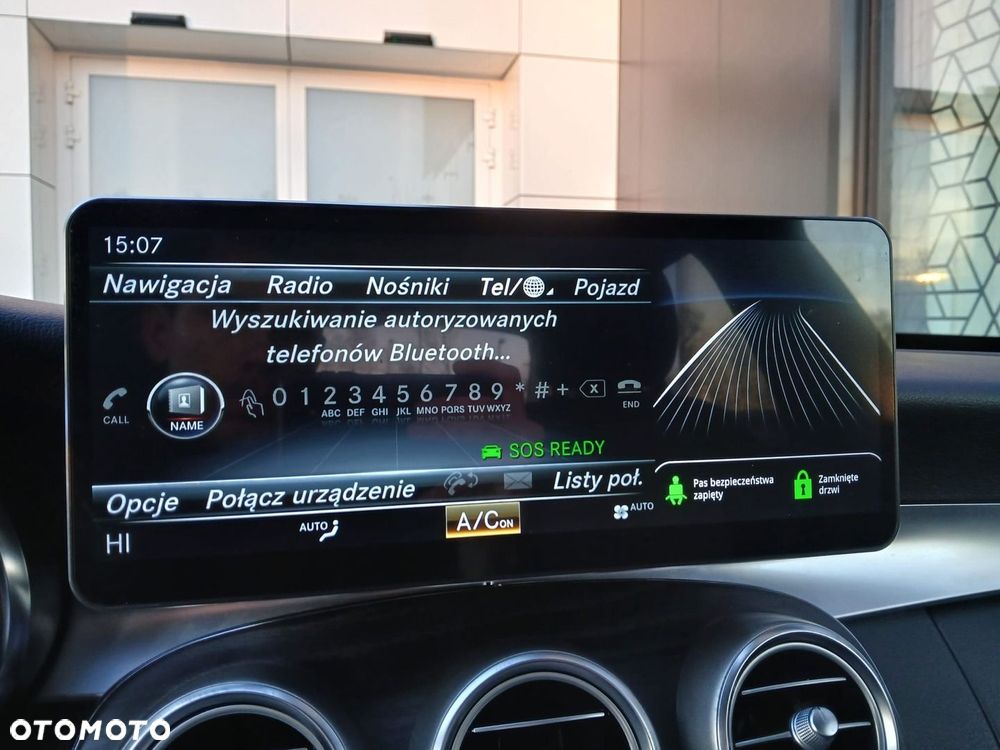 15:07
Nawigacja Radio Nośniki Tel/ Pojazd
Wyszukiwanie autoryzowanych
telefonów Bluetooth...
0 1 2 3 4 5 6 7 8 9 * # + x
ABC DEF GHI JKL MNO PQRS TUV WXYZ
CALL
NAME
END
SOS READY
Opcje Połącz urządzenie Listy poł.
Pas bezpieczeństwa
zapięty
Zamknięte
drzwi
HI
AUTO
A/C ON
AUTO
OTOMOTO